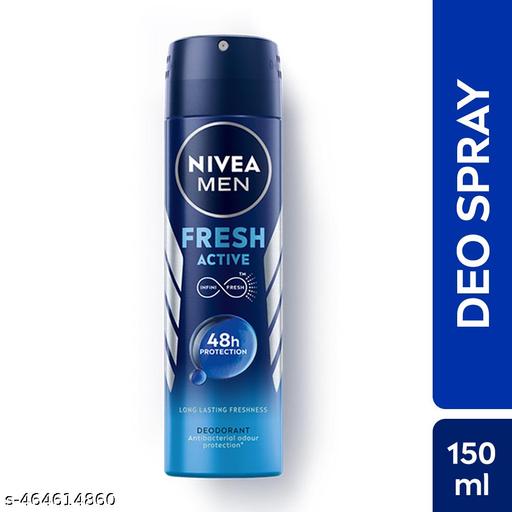 NIVEA
MEN
FRESH
ACTIVE
INFINI FRESH™
48h
PROTECTION
LONG LASTING FRESHNESS
DEODORANT
Antibacterial odour
protection*
DEO SPRAY
150
ml
s-464614860